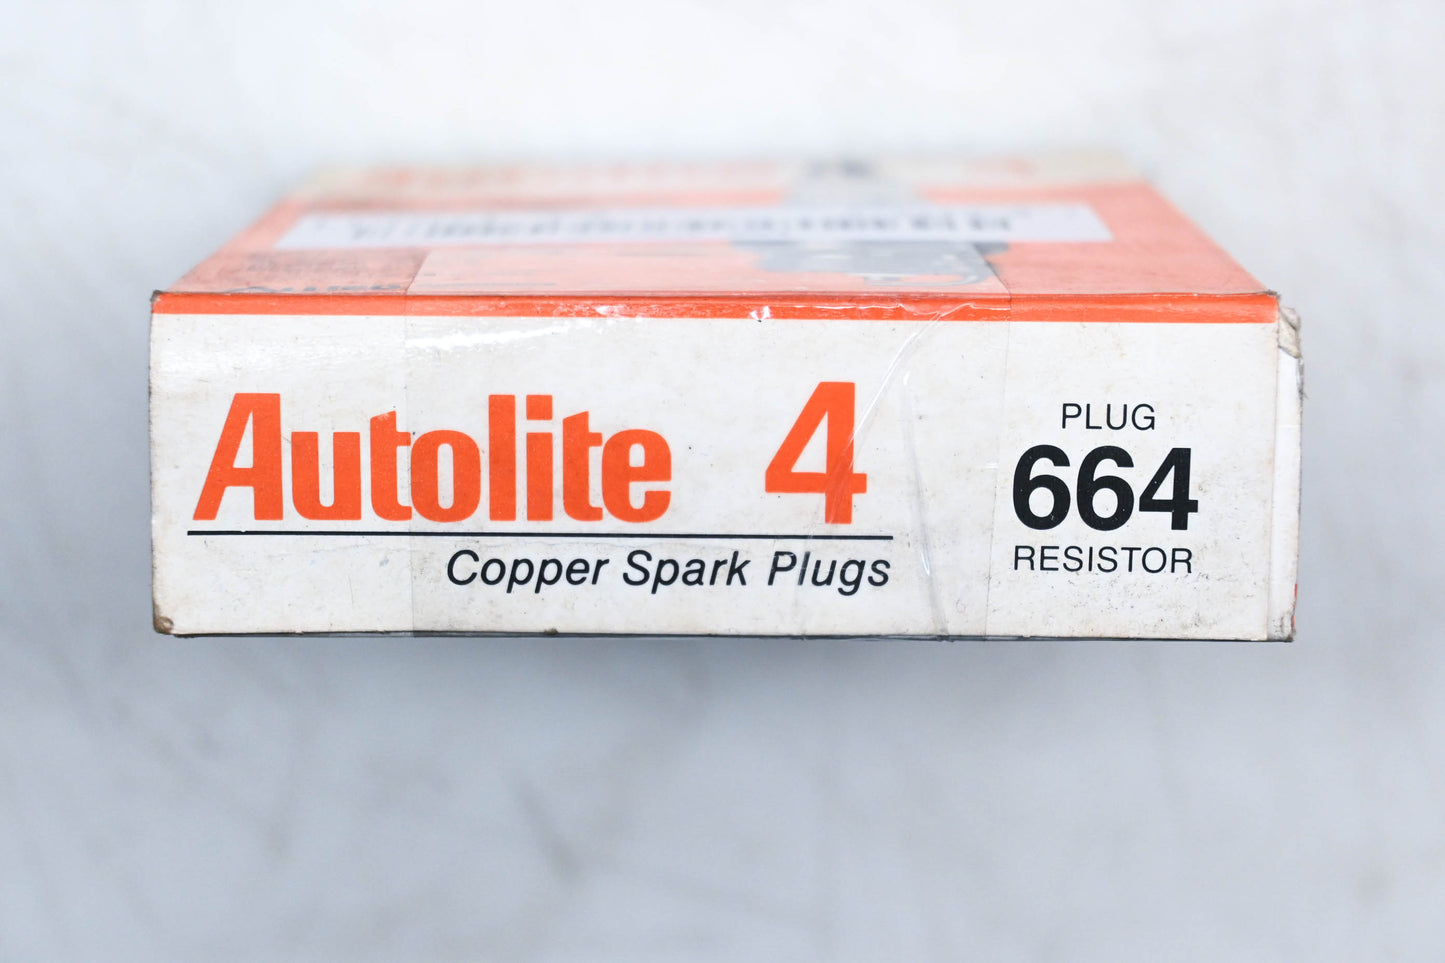 Autolite 4
Copper Spark Plugs
PLUG
664
RESISTOR